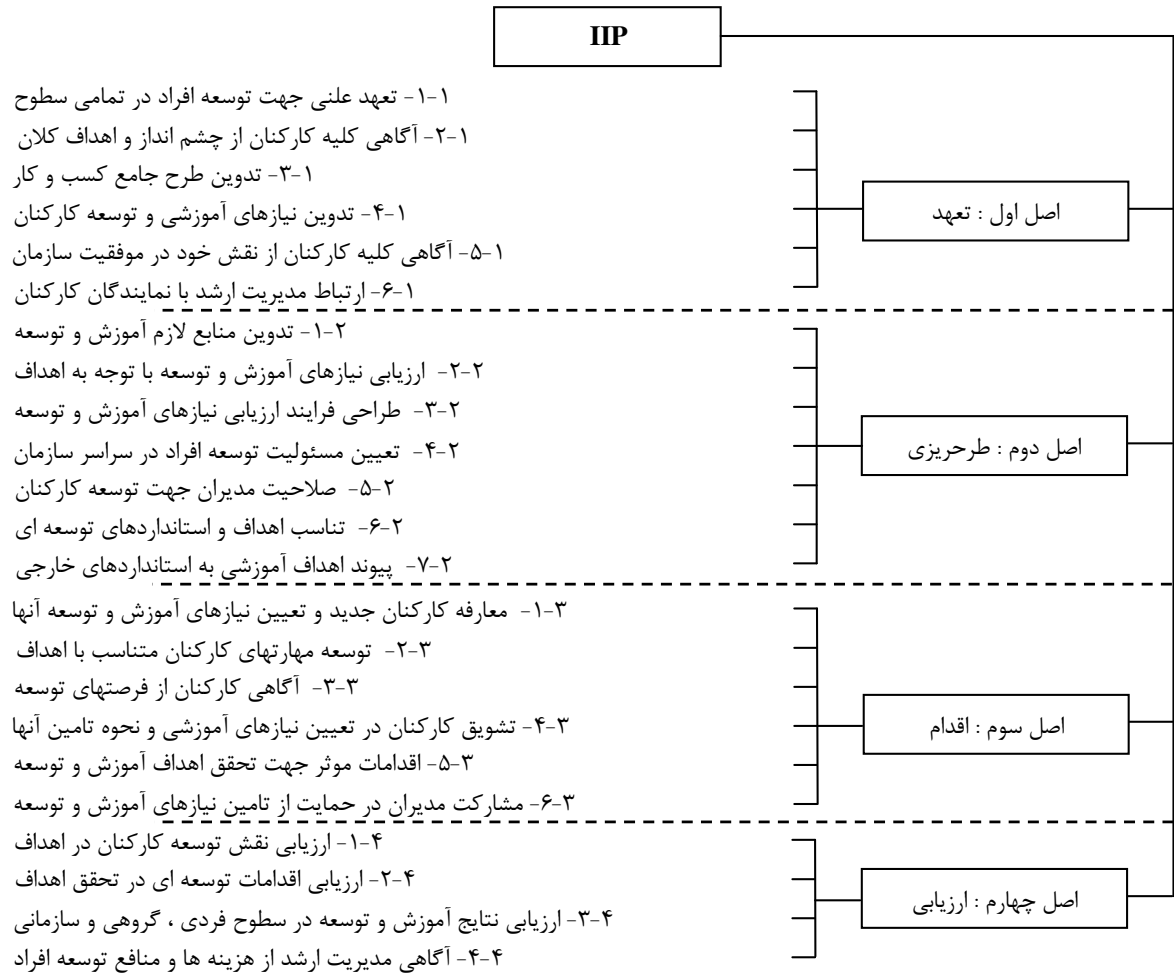 IIP
اصل اول : تعهد
۱-۱- تعهد علنی جهت توسعه افراد در تمامی سطوح
۱-۲- آگاهی کلیه کارکنان از چشم انداز و اهداف کلان
۱-۳- تدوین طرح جامع کسب و کار
۱-۴- تدوین نیازهای آموزشی و توسعه کارکنان
۱-۵- آگاهی کلیه کارکنان از نقش خود در موفقیت سازمان
۱-۶- ارتباط مدیریت ارشد با نمایندگان کارکنان
اصل دوم : طرحریزی
۲-۱- تدوین منابع لازم آموزش و توسعه
۲-۲- ارزیابی نیازهای آموزش و توسعه با توجه به اهداف
۲-۳- طراحی فرایند ارزیابی نیازهای آموزش و توسعه
۲-۴- تعیین مسئولیت توسعه افراد در سراسر سازمان
۲-۵- صلاحیت مدیران جهت توسعه کارکنان
۲-۶- تناسب اهداف و استانداردهای توسعه ای
۲-۷- پیوند اهداف آموزشی به استانداردهای خارجی
اصل سوم : اقدام
۳-۱- معارفه کارکنان جدید و تعیین نیازهای آموزش و توسعه آنها
۳-۲- توسعه مهارتهای کارکنان متناسب با اهداف
۳-۳- آگاهی کارکنان از فرصتهای توسعه
۳-۴- تشویق کارکنان در تعیین نیازهای آموزشی و نحوه تامین آنها
۳-۵- اقدامات موثر جهت تحقق اهداف آموزش و توسعه
۳-۶- مشارکت مدیران در حمایت از تامین نیازهای آموزش و توسعه
اصل چهارم : ارزیابی
۴-۱- ارزیابی نقش توسعه کارکنان در اهداف
۴-۲- ارزیابی اقدامات توسعه ای در تحقق اهداف
۴-۳- ارزیابی نتایج آموزش و توسعه در سطوح فردی ، گروهی و سازمانی
۴-۴- آگاهی مدیریت ارشد از هزینه ها و منافع توسعه افراد